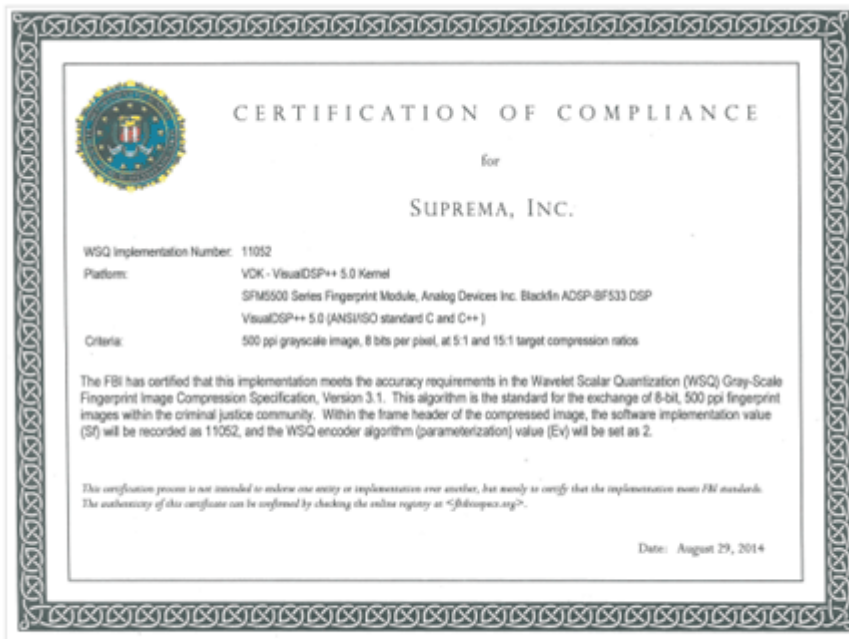 CERTIFICATION OF COMPLIANCE
for
SUPREMA, INC.
WSQ Implementation Number: 11052
Platform: VDK - VisualDSP++ 5.0 Kernel
SFM5500 Series Fingerprint Module, Analog Devices Inc. Blackfin ADSP-BF533 DSP
VisualDSP++ 5.0 (ANSI/ISO standard C and C++ )
Criteria: 500 ppi grayscale image, 8 bits per pixel, at 5:1 and 15:1 target compression ratios
The FBI has certified that this implementation meets the accuracy requirements in the Wavelet Scalar Quantization (WSQ) Gray-Scale
Fingerprint Image Compression Specification, Version 3.1. This algorithm is the standard for the exchange of 8-bit, 500 ppi fingerprint
images within the criminal justice community. Within the frame header of the compressed image, the software implementation value
(Sf) will be recorded as 11052, and the WSQ encoder algorithm (parameterization) value (Ev) will be set as 2.
This certification process is not intended to endorse one entity or implementation over another, but merely to certify that the implementation meets FBI standards.
The authenticity of this certificate can be confirmed by checking the online registry at <fbibiospecs.org>.
Date: August 29, 2014